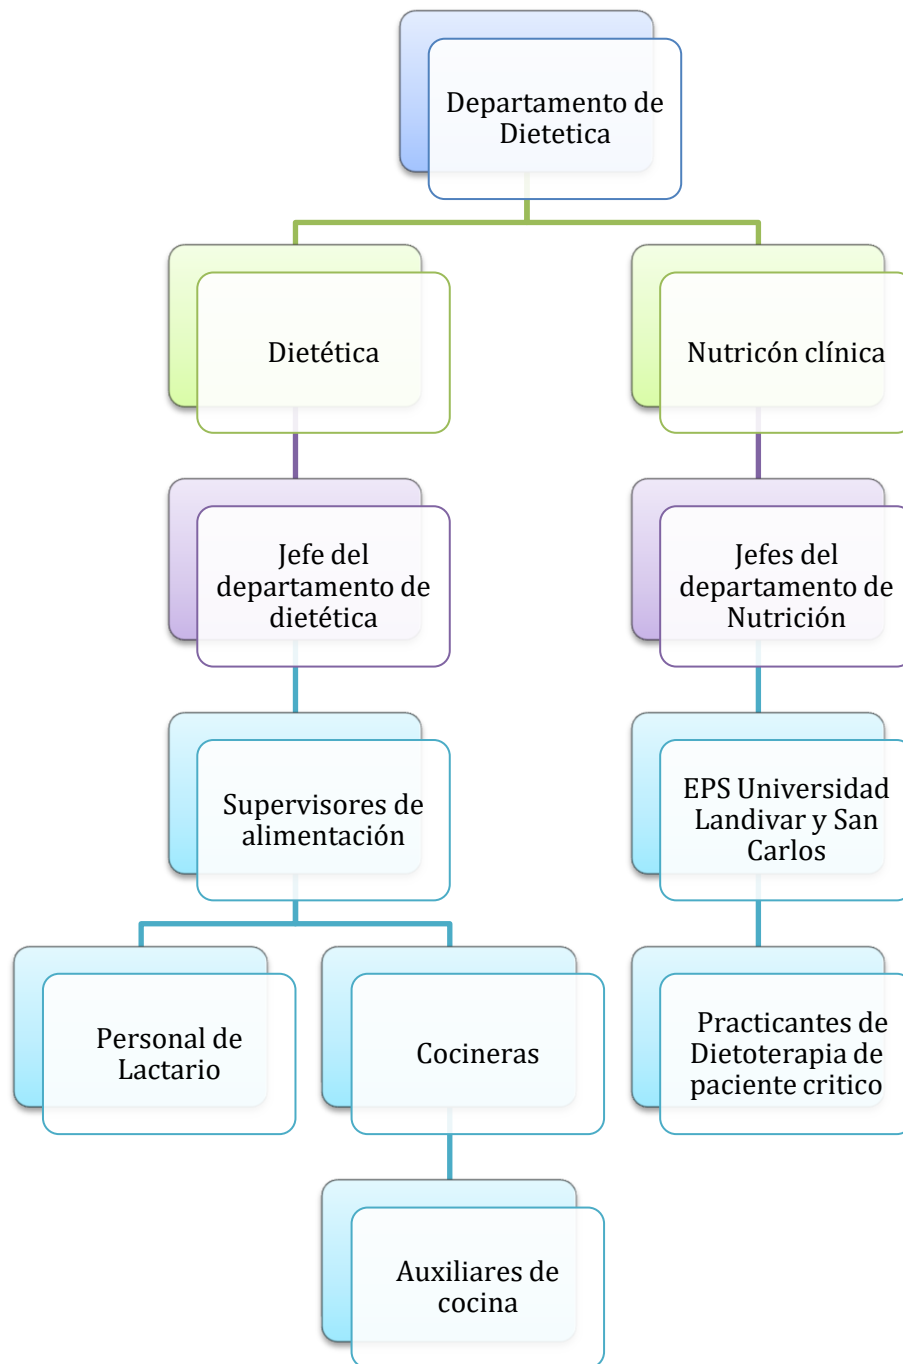 Departamento de
Dietetica
Dietética
Nutricón clínica
Jefe del
departamento de
dietética
Jefes del
departamento de
Nutrición
Supervisores de
alimentación
EPS Universidad
Landivar y San
Carlos
Personal de
Lactario
Cocineras
Practicantes de
Dietoterapia de
paciente critico
Auxiliares de
cocina